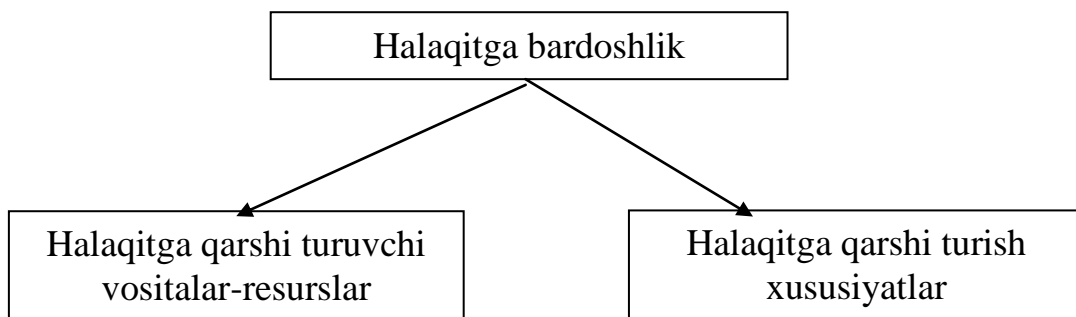 Halaqitga bardoshlik
Halaqitga qarshi turuvchi
vositalar-resurslar
Halaqitga qarshi turish
xususiyatlar